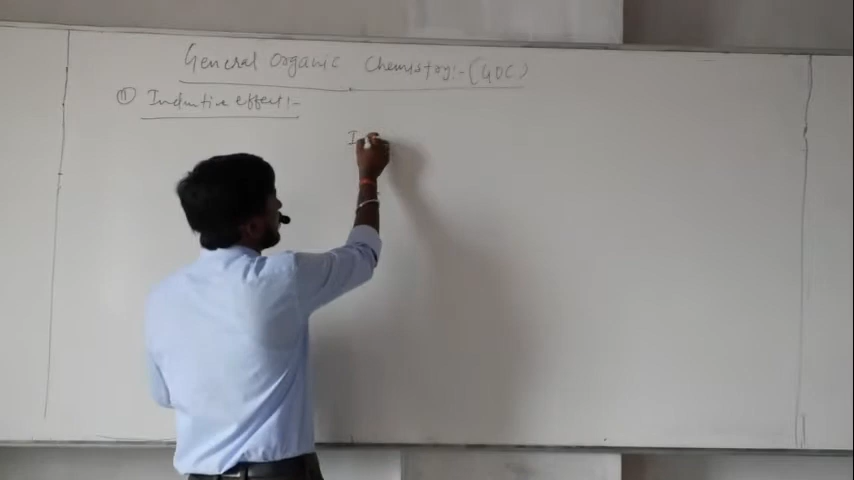 General Organic Chemistry:- (GOC)
① Inductive effect:-
I